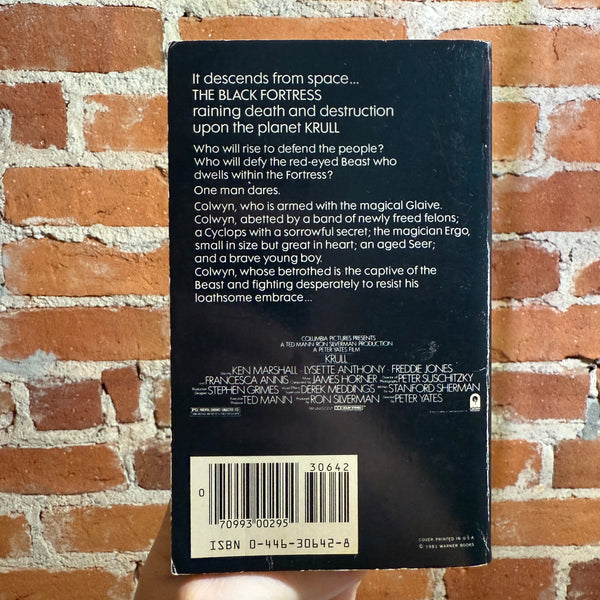 It descends from space...
THE BLACK FORTRESS
raining death and destruction
upon the planet KRULL
Who will rise to defend the people?
Who will defy the red-eyed Beast who
dwells within the Fortress?
One man dares.
Colwyn, who is armed with the magical Glaive.
Colwyn, abetted by a band of newly freed felons;
a Cyclops with a sorrowful secret; the magician Ergo,
small in size but great in heart; an aged Seer;
and a brave young boy.
Colwyn, whose betrothed is the captive of the
Beast and fighting desperately to resist his
loathsome embrace...
COLUMBIA PICTURES PRESENTS
A TED MANN RON SILVERMAN PRODUCTION
A PETER YATES FILM
KRULL
KEN MARSHALL LYSETTE ANTHONY FREDDIE JONES
FRANCESCA ANNIS JAMES HORNER PETER SUSCHITZKY
STEPHEN GRIMES DEREK MEDDINGS STANFORD SHERMAN
TED MANN RON SILVERMAN PETER YATES
PG
30642
0
70993 00295
ISBN 0-446-30642-8
COVER PRINTED IN U.S.A.
© 1983 WARNER BOOKS